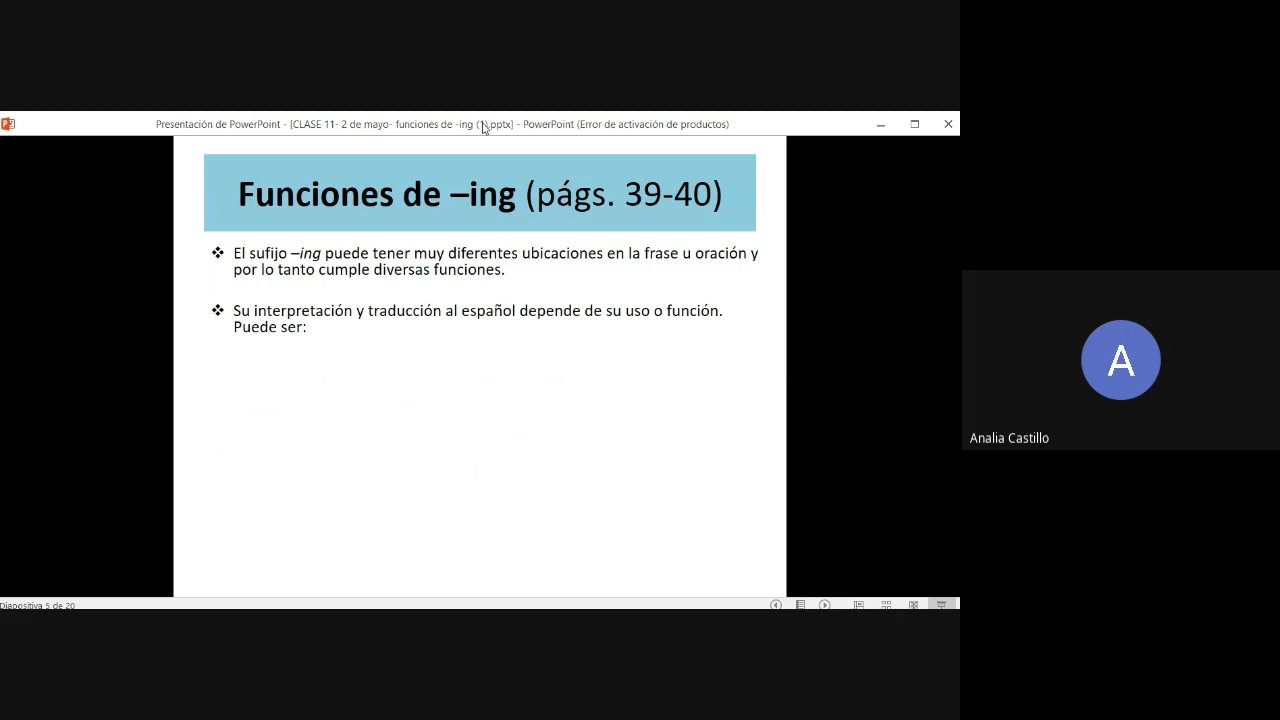 Presentación de PowerPoint - [CLASE 11- 2 de mayo- funciones de -ing (1).pptx] - PowerPoint (Error de activación de productos)
Funciones de –ing (págs. 39-40)
❖ El sufijo –ing puede tener muy diferentes ubicaciones en la frase u oración y
por lo tanto cumple diversas funciones.
❖ Su interpretación y traducción al español depende de su uso o función.
Puede ser:
A
Analia Castillo
Diapositiva 5 de 20